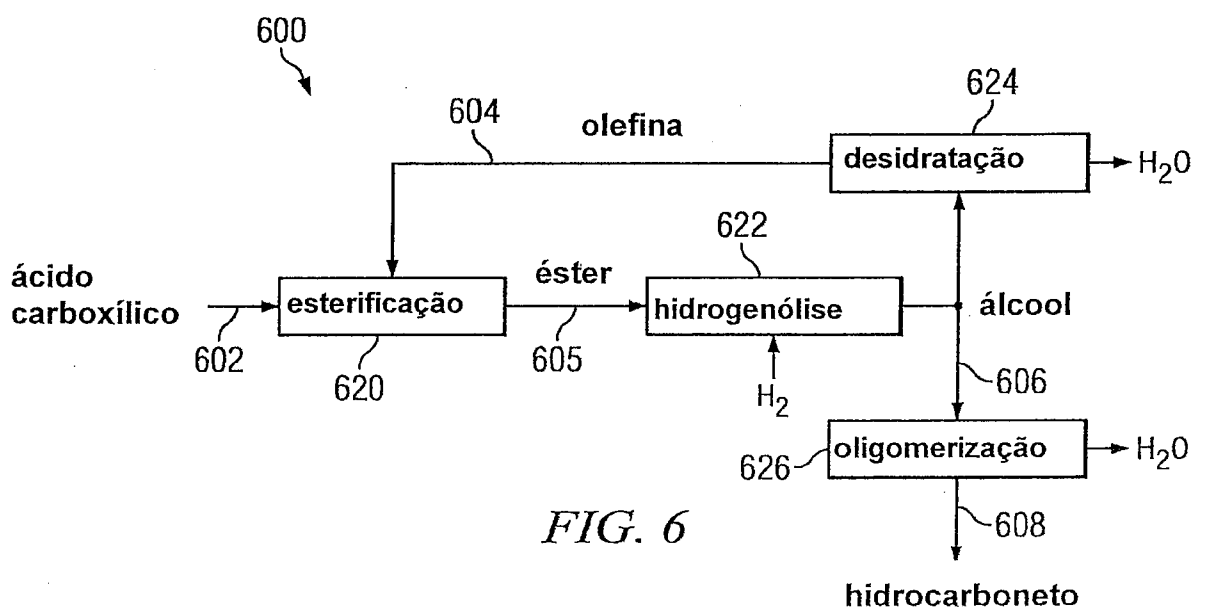 600
624
604
olefina
desidratação
H2O
622
ácido
carboxílico
éster
esterificação
hidrogenólise
álcool
602
620
605
H2
606
626
oligomerização
H2O
608
FIG. 6
hidrocarboneto